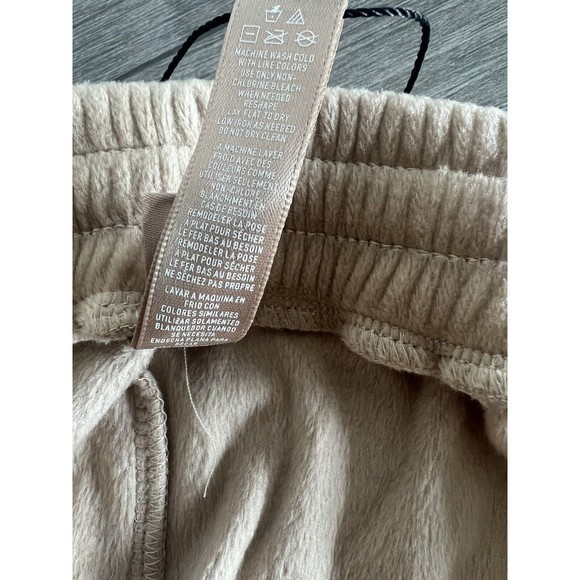 MACHINE WASH COLD
WITH LIKE COLORS
USE ONLY NON-
CHLORINE BLEACH
WHEN NEEDED
RESHAPE
LAY FLAT TO DRY
LOW IRON AS NEEDED
DO NOT DRY CLEAN
LA MACHINE LAVER
FROID AVEC DES
COULEURS COMME
UTILISER SEULEMENT
NON-CHLORE
BLANCHIMENT EN
CAS DE BESOIN
REMODELER LA POSE
A PLAT POUR SÉCHER
LE FER BAS AU BESOIN
REMODELER LA POSE
A PLAT POUR SÉCHER
LE FER BAS AU BESOIN
NE SÉCHEZ PAS PROPRE
LAVAR A MAQUINA EN
FRIO CON
COLORES SIMILARES
UTILIZAR SOLAMENTE
BLANQUEADOR CUANDO
SE NECESITA
PLANA PARA